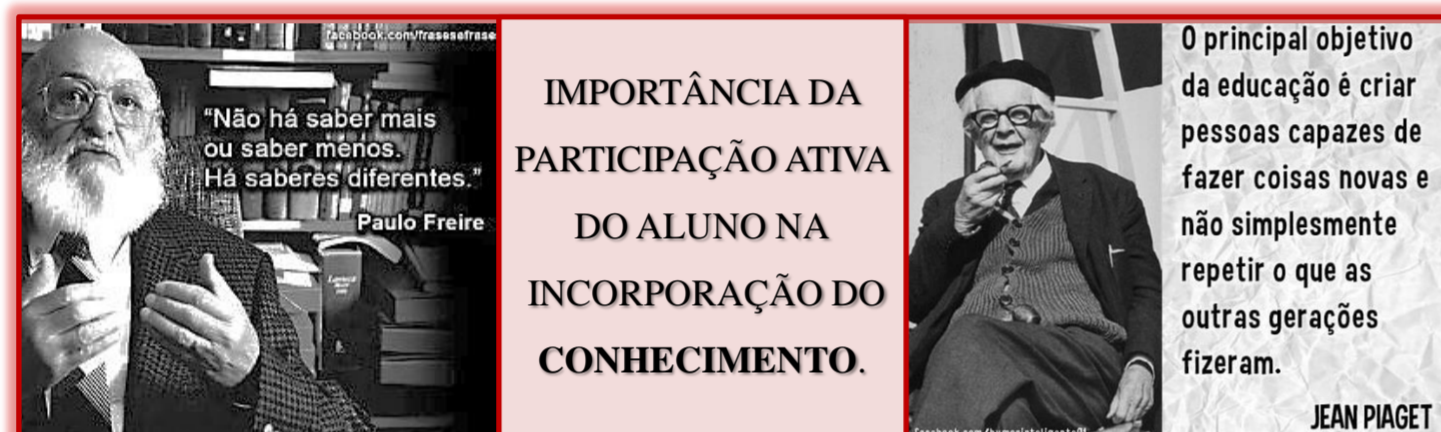 facebook.com/frasesefrase
“Não há saber mais
ou saber menos.
Há saberes diferentes.”
Paulo Freire
IMPORTÂNCIA DA
PARTICIPAÇÃO ATIVA
DO ALUNO NA
INCORPORAÇÃO DO
CONHECIMENTO.
O principal objetivo
da educação é criar
pessoas capazes de
fazer coisas novas e
não simplesmente
repetir o que as
outras gerações
fizeram.
JEAN PIAGET